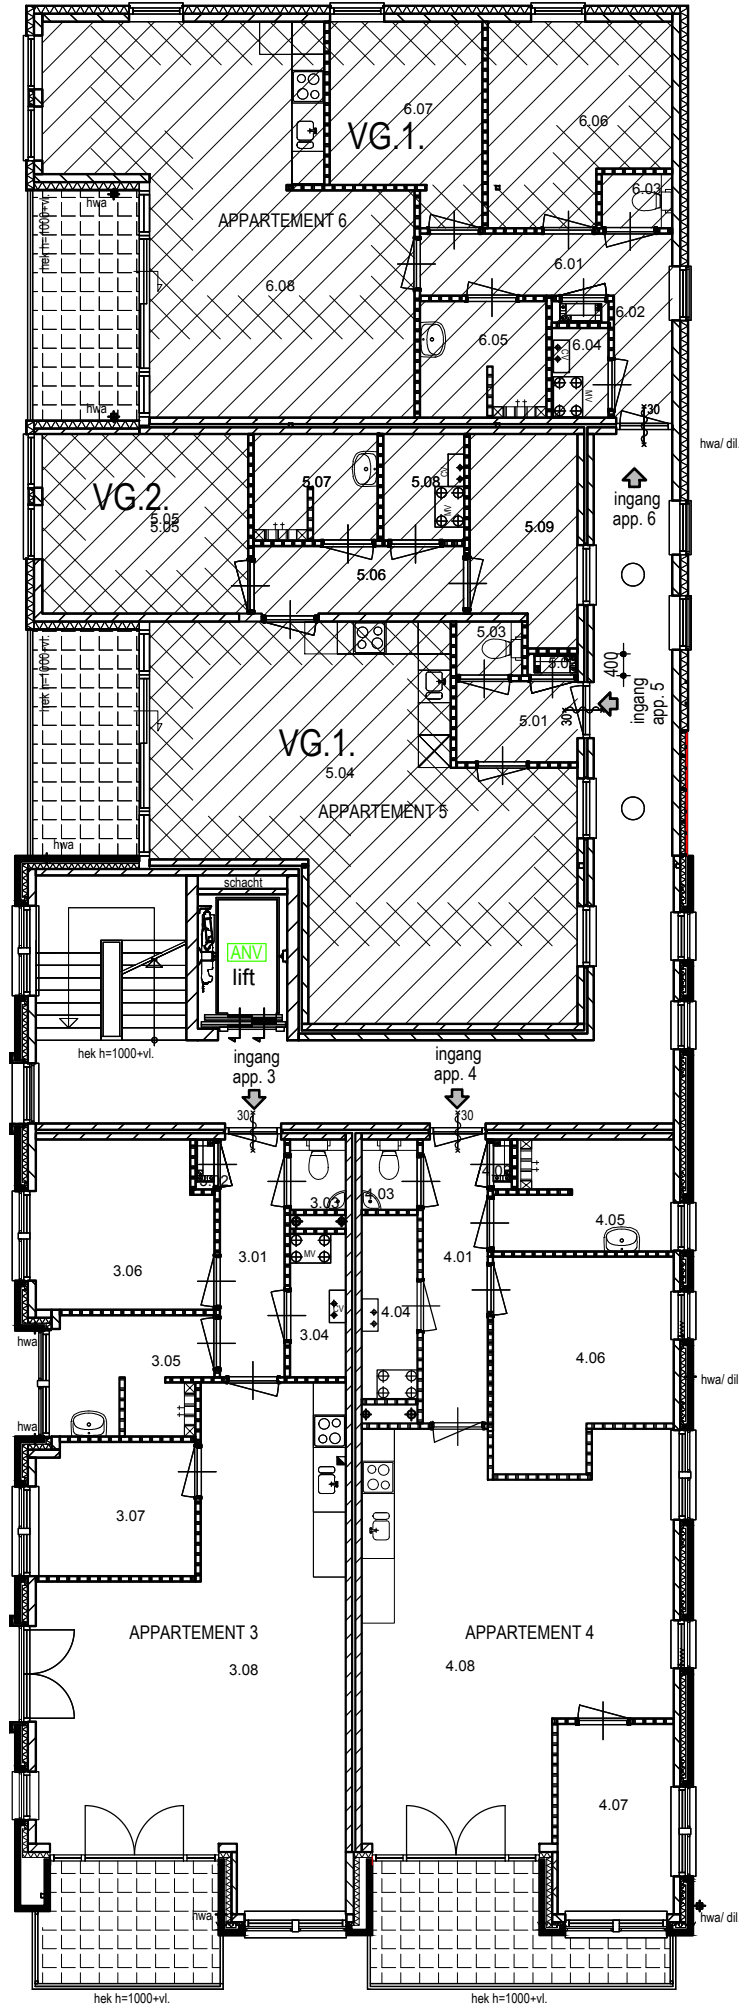 6.07
VG.1.
6.06
6.03
hwa
hek h=1000+vl.
APPARTEMENT 6
6.01
6.08
6.02
6.05
6.04
CV
MV
hwa
30
hwa/ dil.
VG.2.
5.05
5.05
5.07
5.08
CV
MV
ingang
app. 6
5.09
5.06
hek h=1000+vl.
5.03
400
5.01
30
ingang
app. 5
VG.1.
5.04
APPARTEMENT 5
hwa
schacht
ANV
lift
hek h=1000+vl.
ingang
app. 3
ingang
app. 4
30
30
3.03
4.03
3.06
3.01
MV
4.01
4.05
CV
3.04
4.04
hwa
3.05
4.06
hwa/ dil.
hwa
3.07
APPARTEMENT 3
APPARTEMENT 4
3.08
4.08
4.07
hwa
hwa/ dil.
hek h=1000+vl.
hek h=1000+vl.